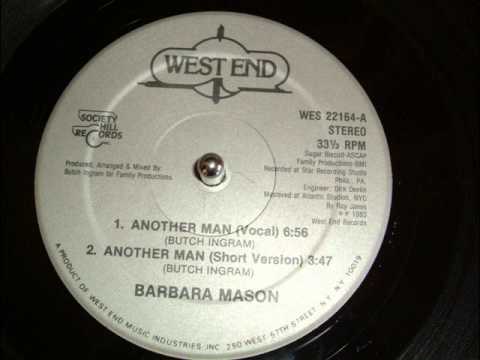 WEST END
SOCIETY
HILL
RECORDS
WES 22164-A
STEREO
33⅓ RPM
Sugar Biscuit-ASCAP
Family Productions-BMI
Recorded at Star Recording Studio
Phila., PA.
Engineer: Dirk Devlin
Mastered at Atlantic Studios, NYC
By Roy Jones
1983
West End Records
Produced, Arranged & Mixed By:
Butch Ingram for Family Productions
1. ANOTHER MAN (Vocal) 6:56
(BUTCH INGRAM)
2. ANOTHER MAN (Short Version) 3:47
(BUTCH INGRAM)
BARBARA MASON
A PRODUCT OF WEST END MUSIC INDUSTRIES, INC. 250 WEST 57TH STREET, N.Y., N.Y. 10019